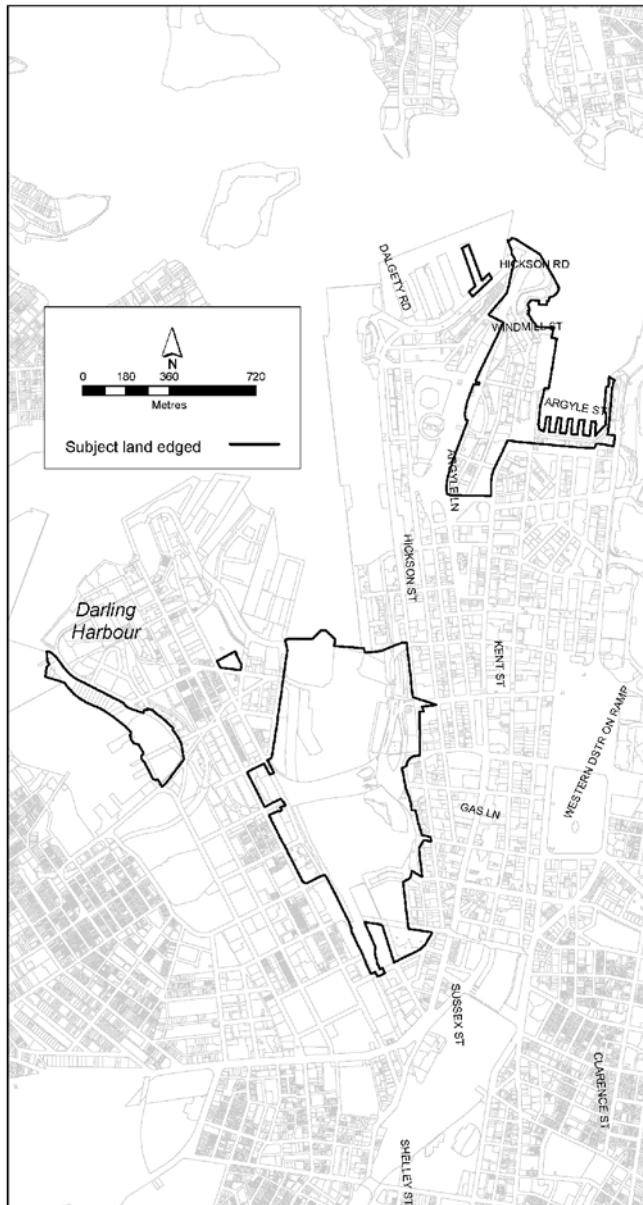 HICKSON RD
DALGETY RD
WINDMILL ST
N
0 180 360 720
Metres
Subject land edged
ARGYLE ST
ARGYLE LN
HICKSON ST
Darling
Harbour
KENT ST
WESTERN DSTR ON RAMP
GAS LN
SUSSEX ST
CLARENCE ST
SHELLEY ST